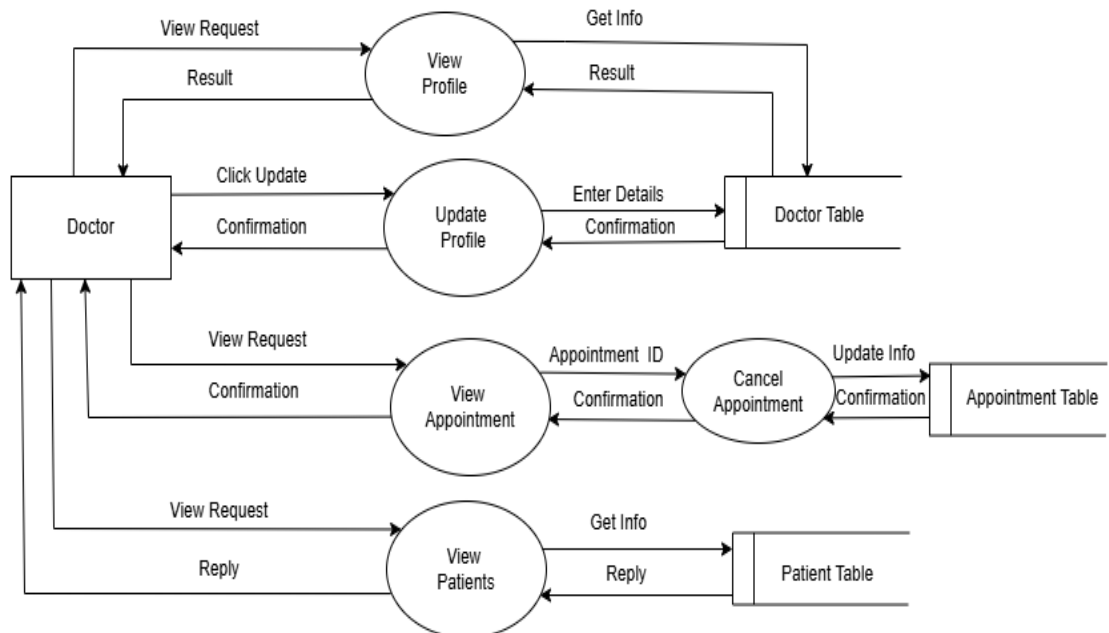 View Request
Get Info
View
Profile
Result
Result
Click Update
Enter Details
Doctor
Update
Profile
Doctor Table
Confirmation
Confirmation
View Request
Appointment ID
Update Info
Cancel
Appointment
Confirmation
View
Appointment
Confirmation
Confirmation
Appointment Table
View Request
Get Info
View
Patients
Reply
Reply
Patient Table